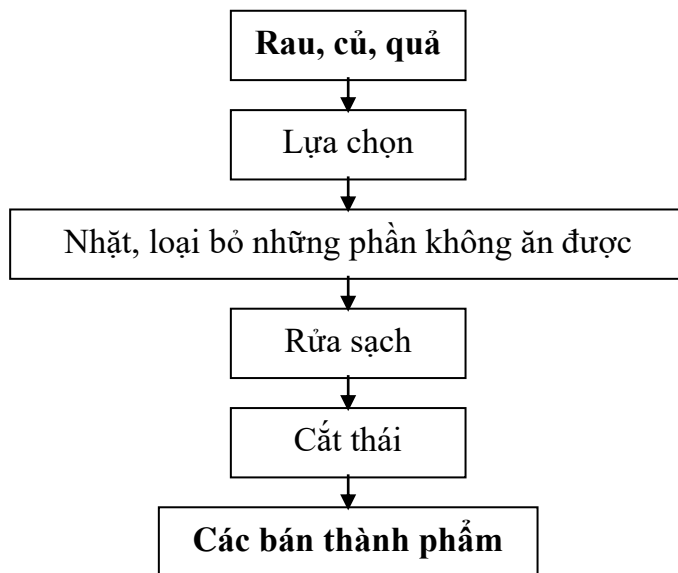 Rau, củ, quả
Lựa chọn
Nhặt, loại bỏ những phần không ăn được
Rửa sạch
Cắt thái
Các bán thành phẩm